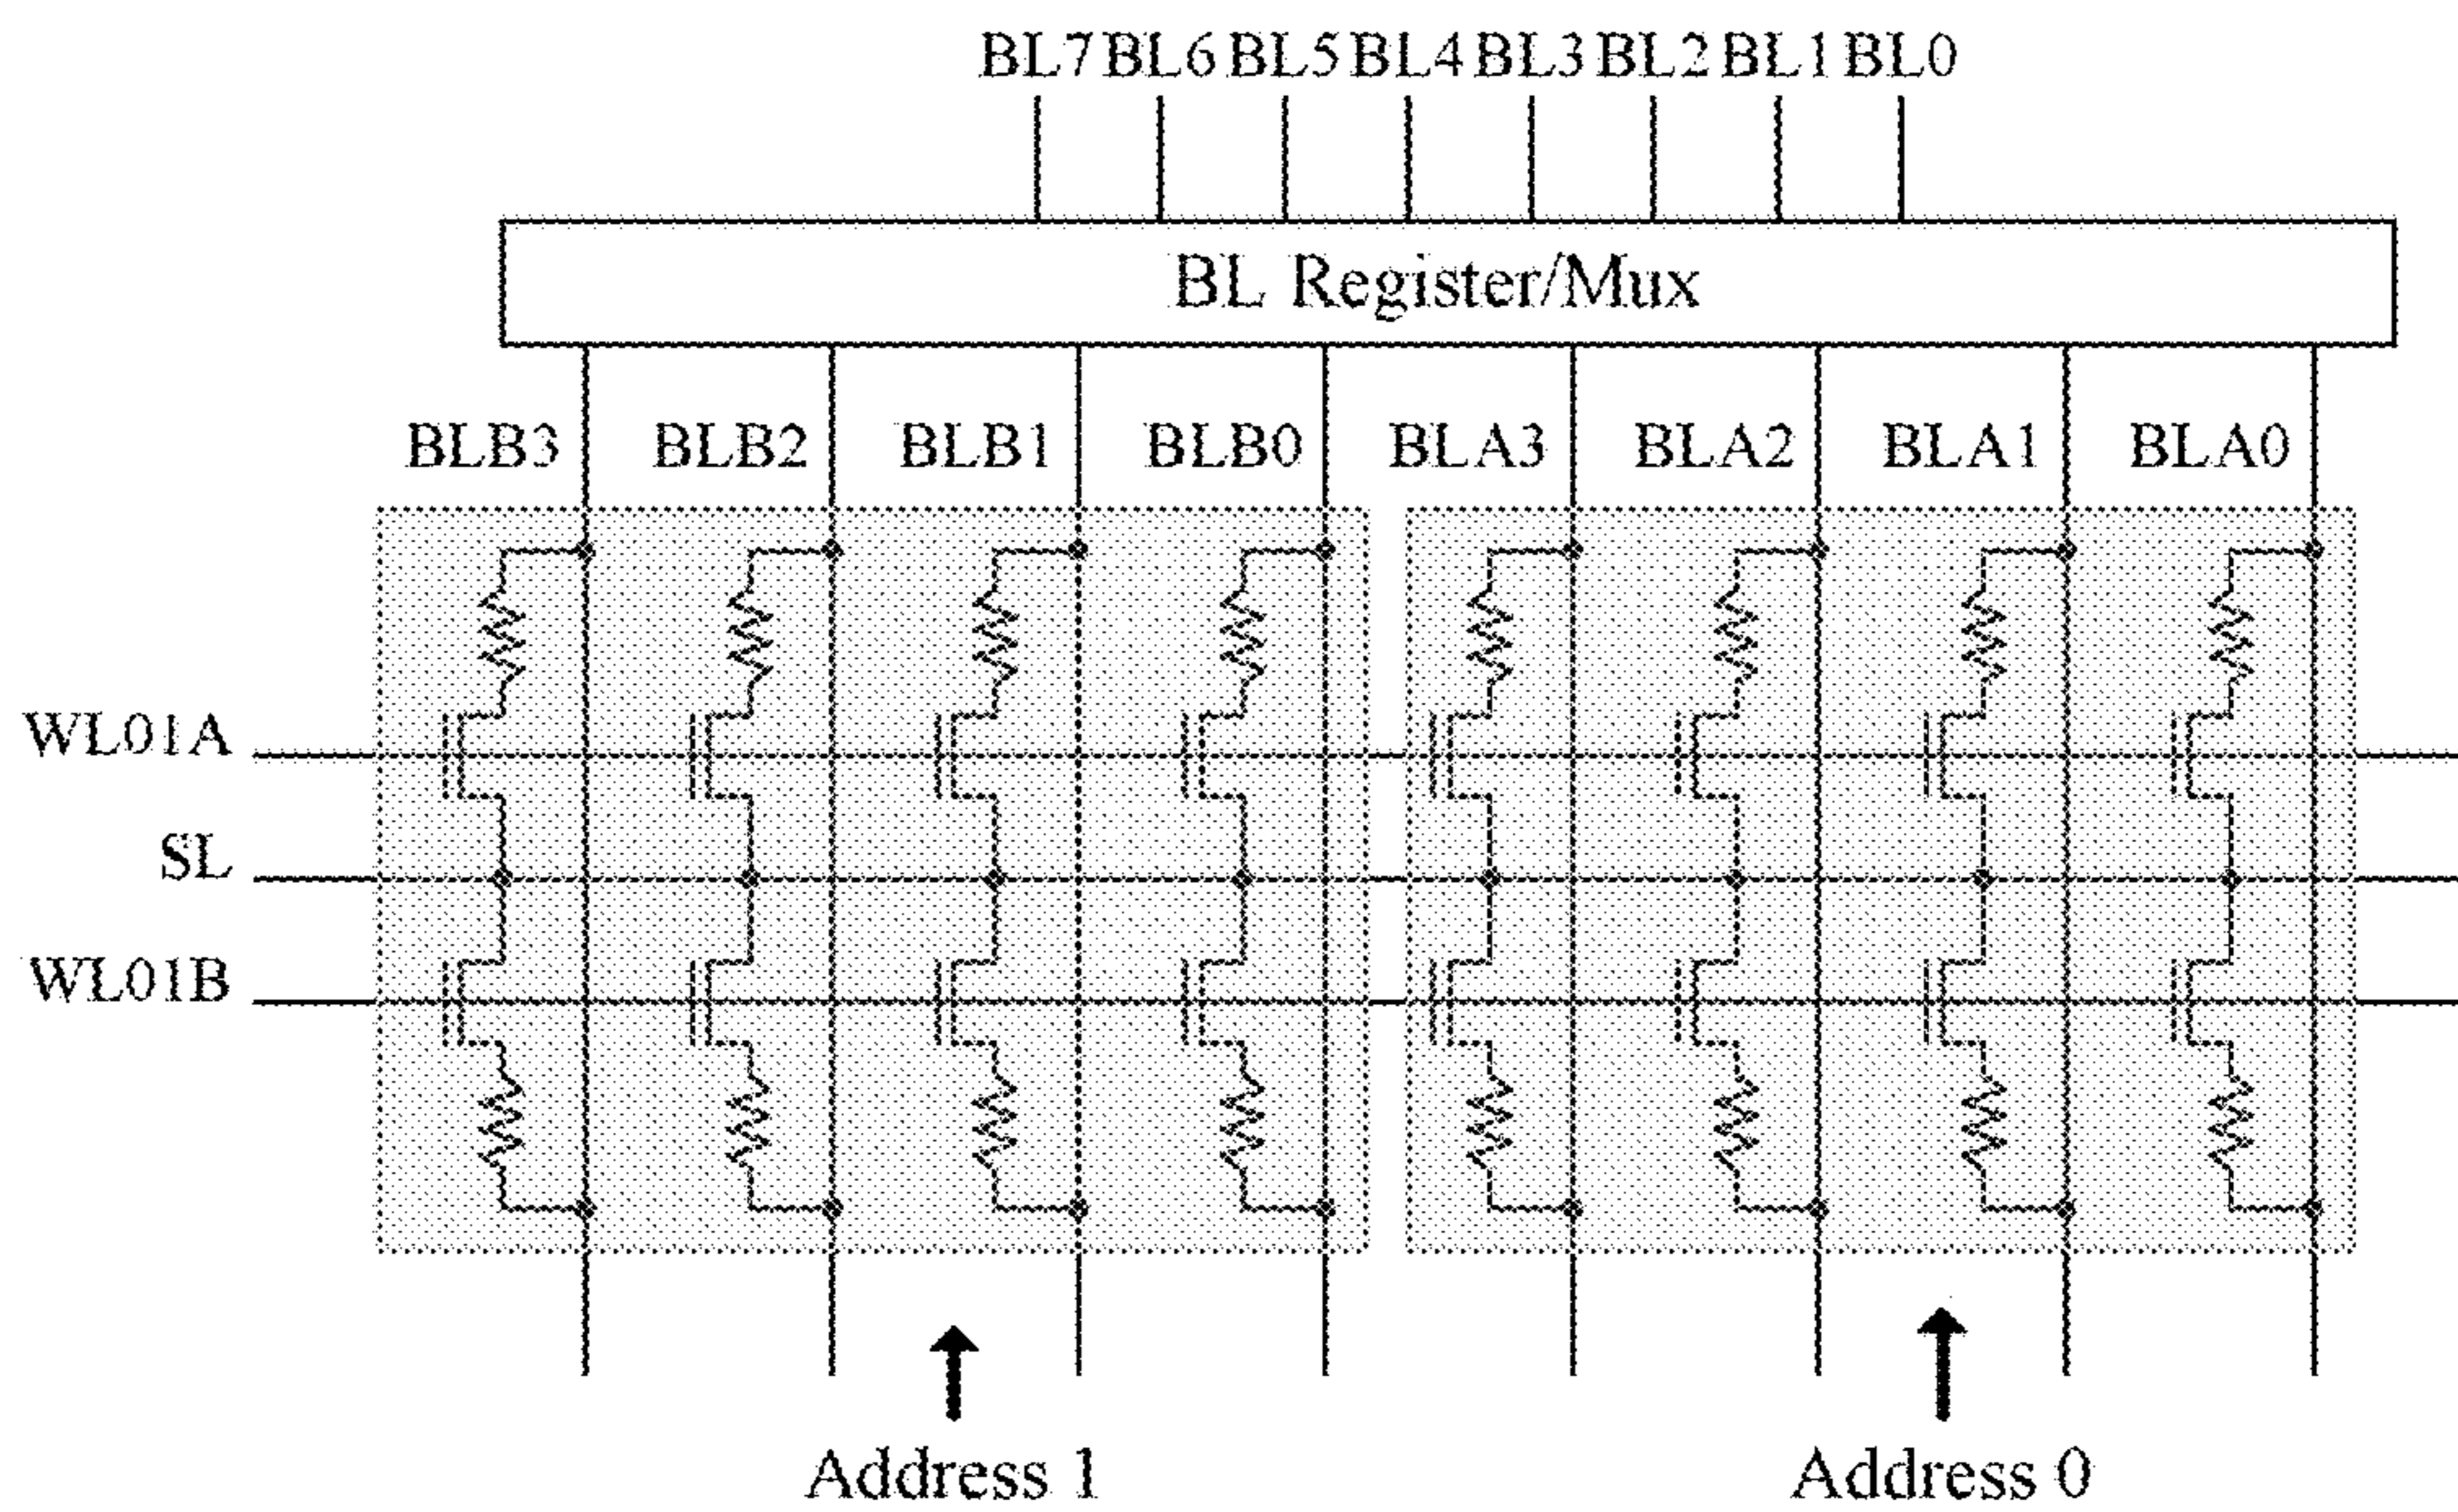 BL7 BL6 BL5 BL4 BL3 BL2 BL1 BL0
BL Register/Mux
BLB3 BLB2 BLB1 BLB0 BLA3 BLA2 BLA1 BLA0
WL01A
SL
WL01B
Address 1 Address 0